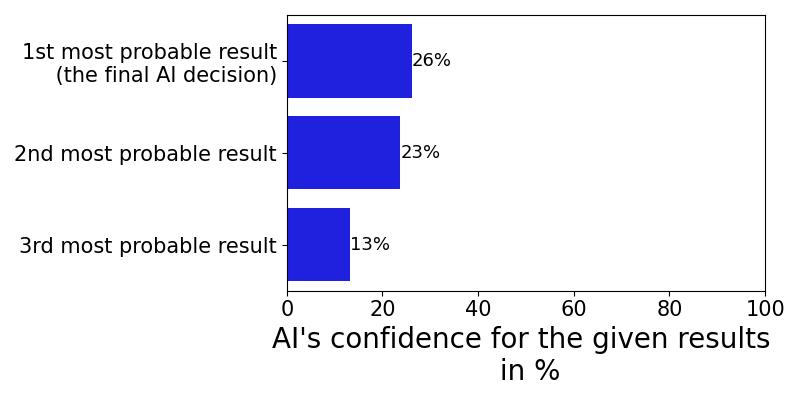 1st most probable result
(the final AI decision)
26%
2nd most probable result
23%
3rd most probable result
13%
0 20 40 60 80 100
AI's confidence for the given results
in %